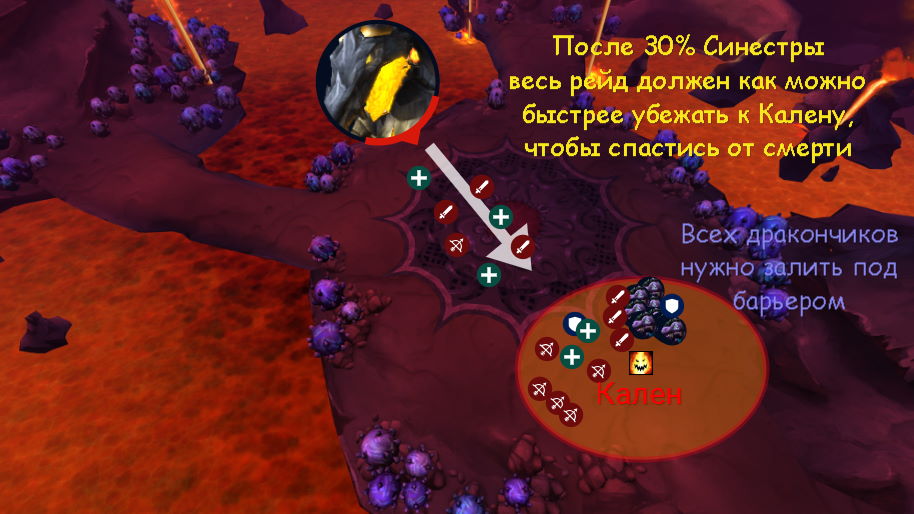 После 30% Синестры
весь рейд должен как можно
быстрее убежать к Калену,
чтобы спастись от смерти
Всех дракончиков
нужно залить под
барьером
Кален